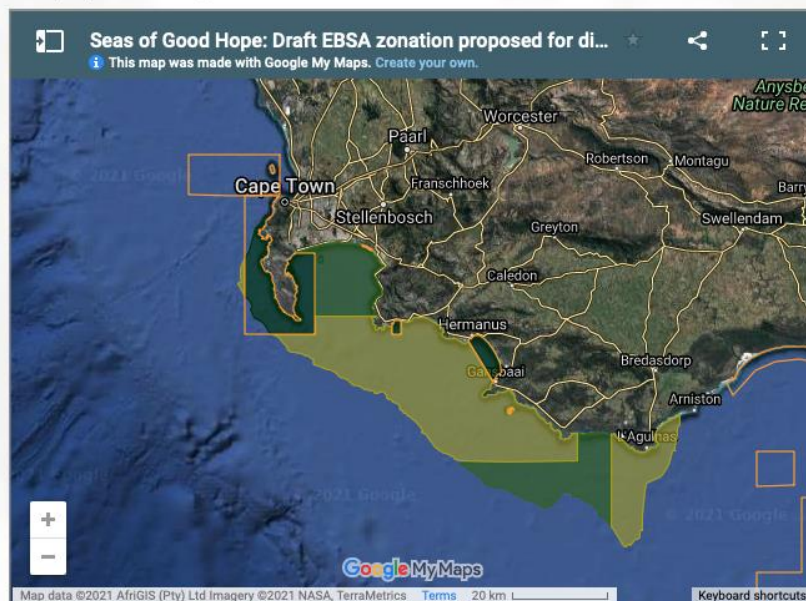 Seas of Good Hope: Draft EBSA zonation proposed for di...
This map was made with Google My Maps. Create your own.
Anysbe
Nature Re
Worcester
Paarl
Robertson
Montagu
© 2021 Google
Cape Town
Franschhoek
Barry
Stellenbosch
Swellendam
Greyton
Caledon
Hermanus
Bredasdorp
Gansbaai
Arniston
L'Agulhas
© 2021 Google
© 2021 Google
+
−
Google My Maps
Map data ©2021 AfriGIS (Pty) Ltd Imagery ©2021 NASA, TerraMetrics Terms 20 km Keyboard shortcuts